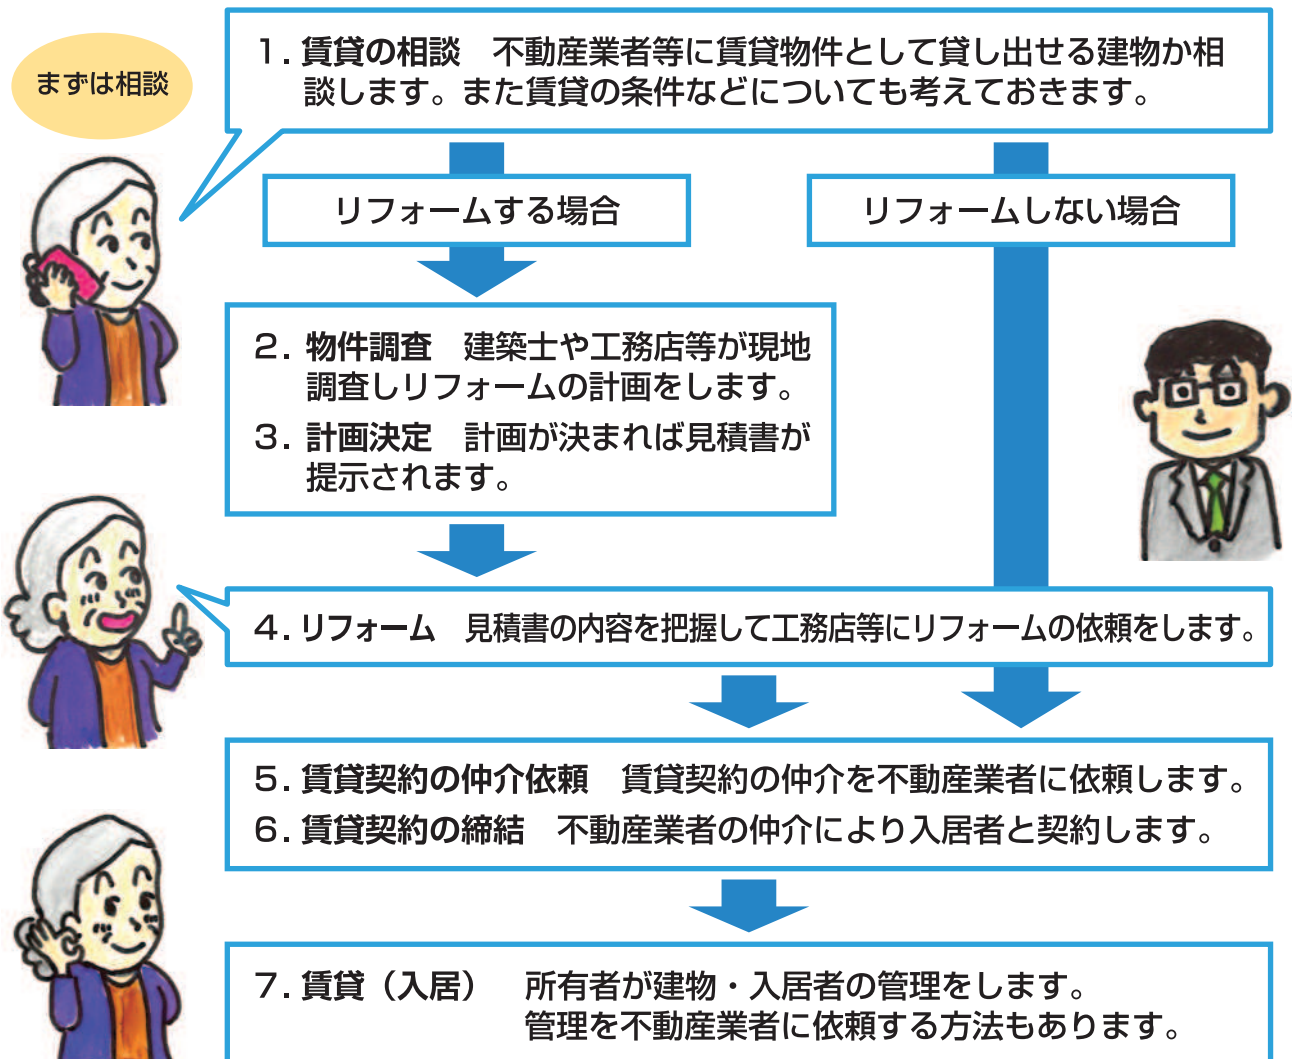 まずは相談
１. 賃貸の相談　不動産業者等に賃貸物件として貸し出せる建物か相
談します。また賃貸の条件などについても考えておきます。
リフォームする場合
リフォームしない場合
２. 物件調査　建築士や工務店等が現地
調査しリフォームの計画をします。
３. 計画決定　計画が決まれば見積書が
提示されます。
４. リフォーム　見積書の内容を把握して工務店等にリフォームの依頼をします。
５. 賃貸契約の仲介依頼　賃貸契約の仲介を不動産業者に依頼します。
６. 賃貸契約の締結　不動産業者の仲介により入居者と契約します。
７. 賃貸（入居）　所有者が建物・入居者の管理をします。
管理を不動産業者に依頼する方法もあります。